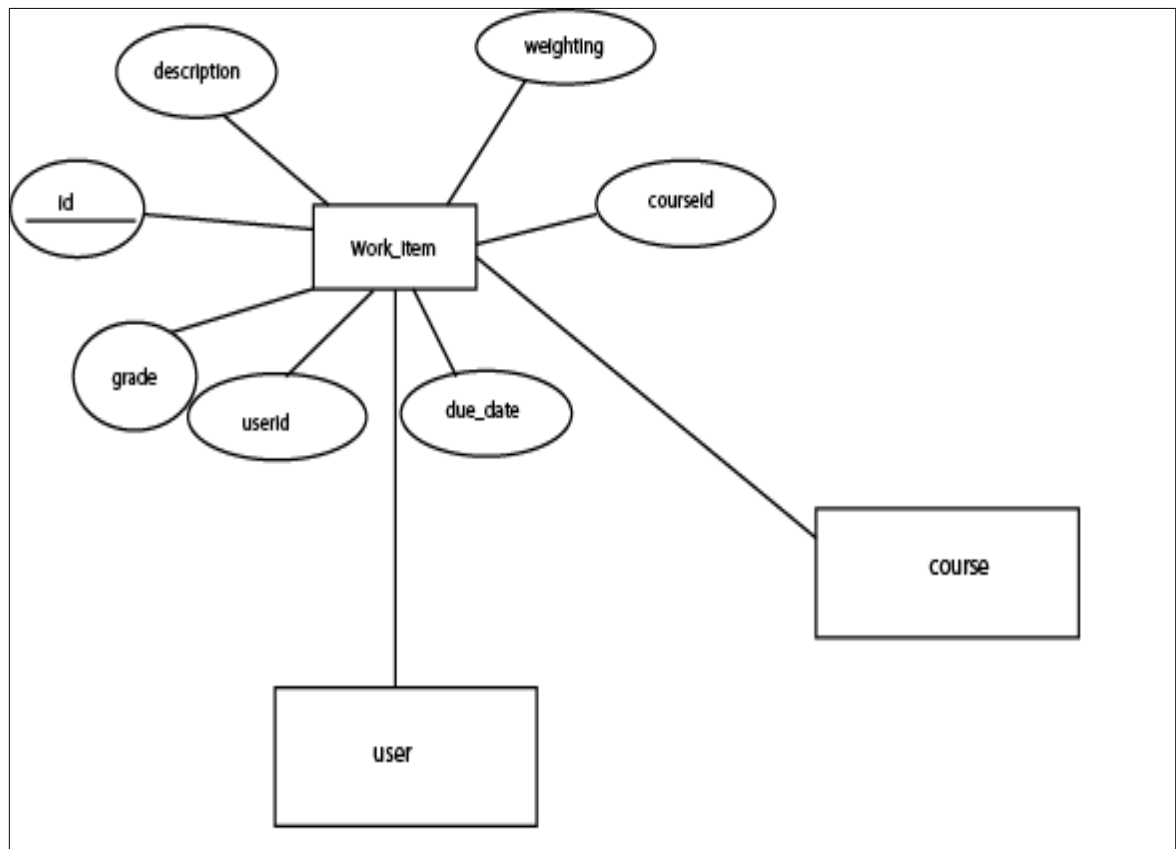 weighting
description
id
courseid
Work_item
grade
userid
due_date
course
user